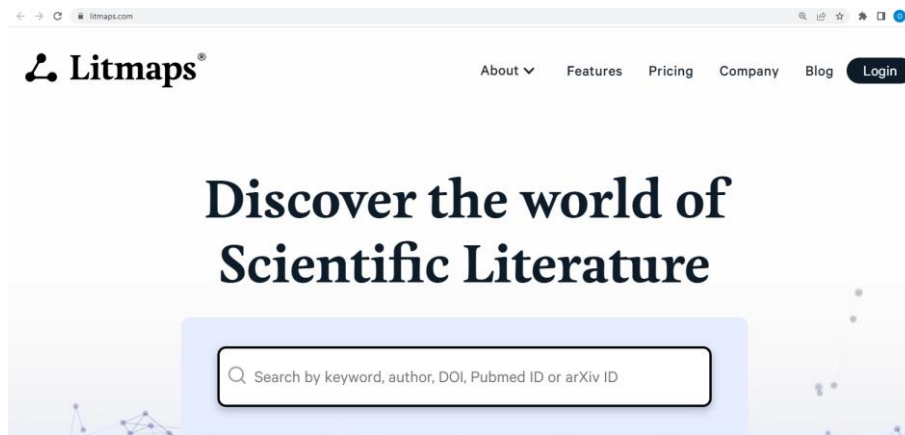 litmaps.com
Litmaps®
About Features Pricing Company Blog Login
Discover the world of
Scientific Literature
Search by keyword, author, DOI, Pubmed ID or arXiv ID